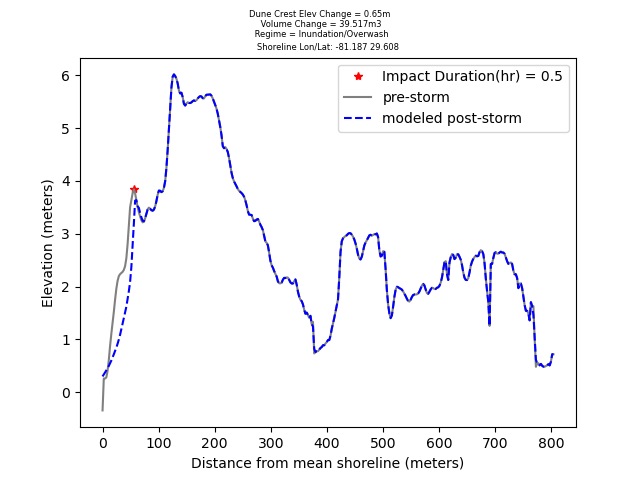 Dune Crest Elev Change = 0.65m
Volume Change = 39.517m3
Regime = Inundation/Overwash
Shoreline Lon/Lat: -81.187 29.608
Impact Duration(hr) = 0.5
pre-storm
modeled post-storm
Elevation (meters)
6
5
4
3
2
1
0
0 100 200 300 400 500 600 700 800
Distance from mean shoreline (meters)